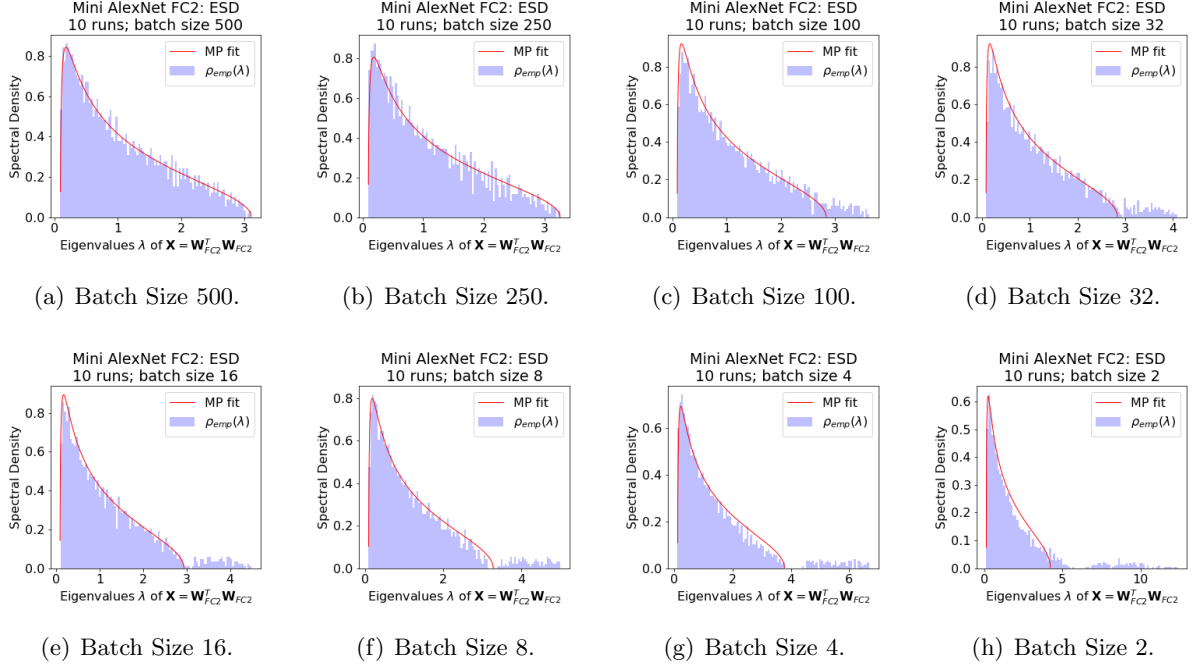 Mini AlexNet FC2: ESD
10 runs; batch size 500
MP fit
ρemp(λ)
Spectral Density
0.8
0.6
0.4
0.2
0.0
0 1 2 3
Eigenvalues λ of X = W^T_FC2 W_FC2
(a) Batch Size 500.
Mini AlexNet FC2: ESD
10 runs; batch size 250
MP fit
ρemp(λ)
Spectral Density
0.8
0.6
0.4
0.2
0.0
0 1 2 3
Eigenvalues λ of X = W^T_FC2 W_FC2
(b) Batch Size 250.
Mini AlexNet FC2: ESD
10 runs; batch size 100
MP fit
ρemp(λ)
Spectral Density
0.8
0.6
0.4
0.2
0.0
0 1 2 3
Eigenvalues λ of X = W^T_FC2 W_FC2
(c) Batch Size 100.
Mini AlexNet FC2: ESD
10 runs; batch size 32
MP fit
ρemp(λ)
Spectral Density
0.8
0.6
0.4
0.2
0.0
0 1 2 3 4
Eigenvalues λ of X = W^T_FC2 W_FC2
(d) Batch Size 32.
Mini AlexNet FC2: ESD
10 runs; batch size 16
MP fit
ρemp(λ)
Spectral Density
0.8
0.6
0.4
0.2
0.0
0 1 2 3 4
Eigenvalues λ of X = W^T_FC2 W_FC2
(e) Batch Size 16.
Mini AlexNet FC2: ESD
10 runs; batch size 8
MP fit
ρemp(λ)
Spectral Density
0.8
0.6
0.4
0.2
0.0
0 2 4
Eigenvalues λ of X = W^T_FC2 W_FC2
(f) Batch Size 8.
Mini AlexNet FC2: ESD
10 runs; batch size 4
MP fit
ρemp(λ)
Spectral Density
0.6
0.4
0.2
0.0
0 2 4 6
Eigenvalues λ of X = W^T_FC2 W_FC2
(g) Batch Size 4.
Mini AlexNet FC2: ESD
10 runs; batch size 2
MP fit
ρemp(λ)
Spectral Density
0.6
0.5
0.4
0.3
0.2
0.1
0.0
0 5 10
Eigenvalues λ of X = W^T_FC2 W_FC2
(h) Batch Size 2.